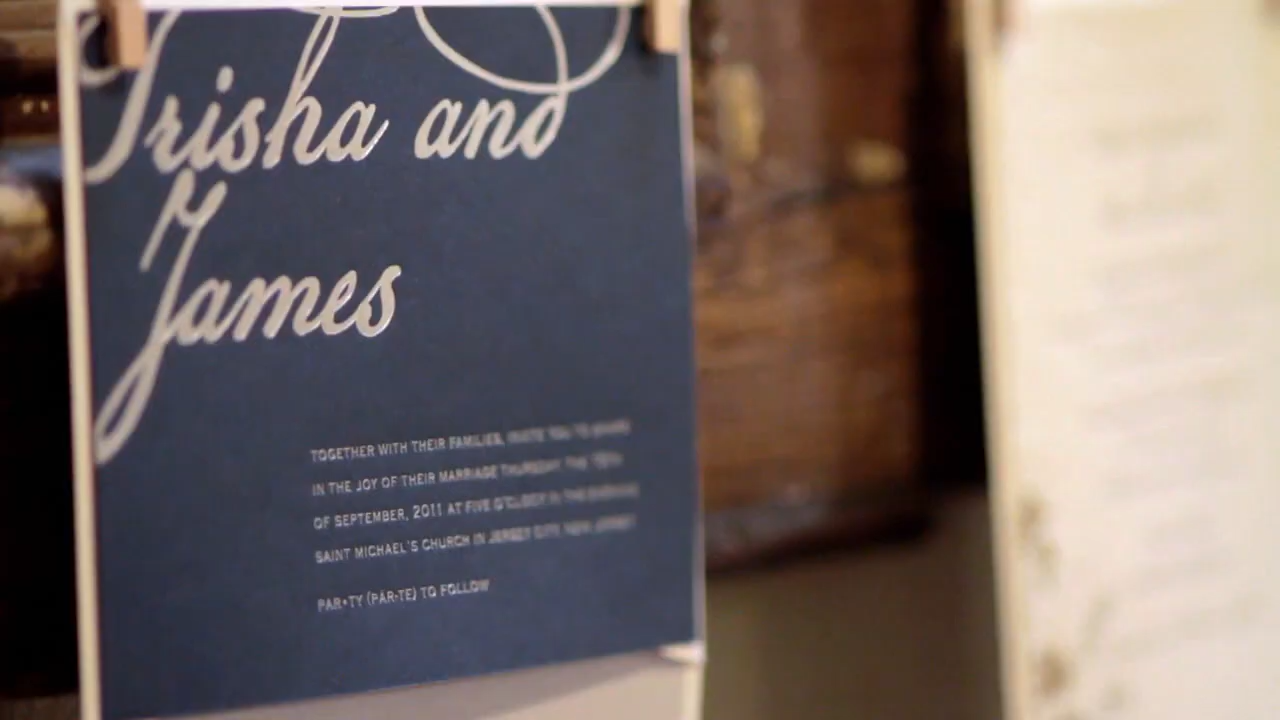 Trisha and
James
TOGETHER WITH THEIR FAMILIES, INVITE YOU TO SHARE
IN THE JOY OF THEIR MARRIAGE THURSDAY, THE
OF SEPTEMBER, 2011 AT FIVE O'CLOCK IN THE EVENING
SAINT MICHAEL'S CHURCH IN JERSEY CITY, NEW JERSEY
PAR•TY (PÄR-TE) TO FOLLOW